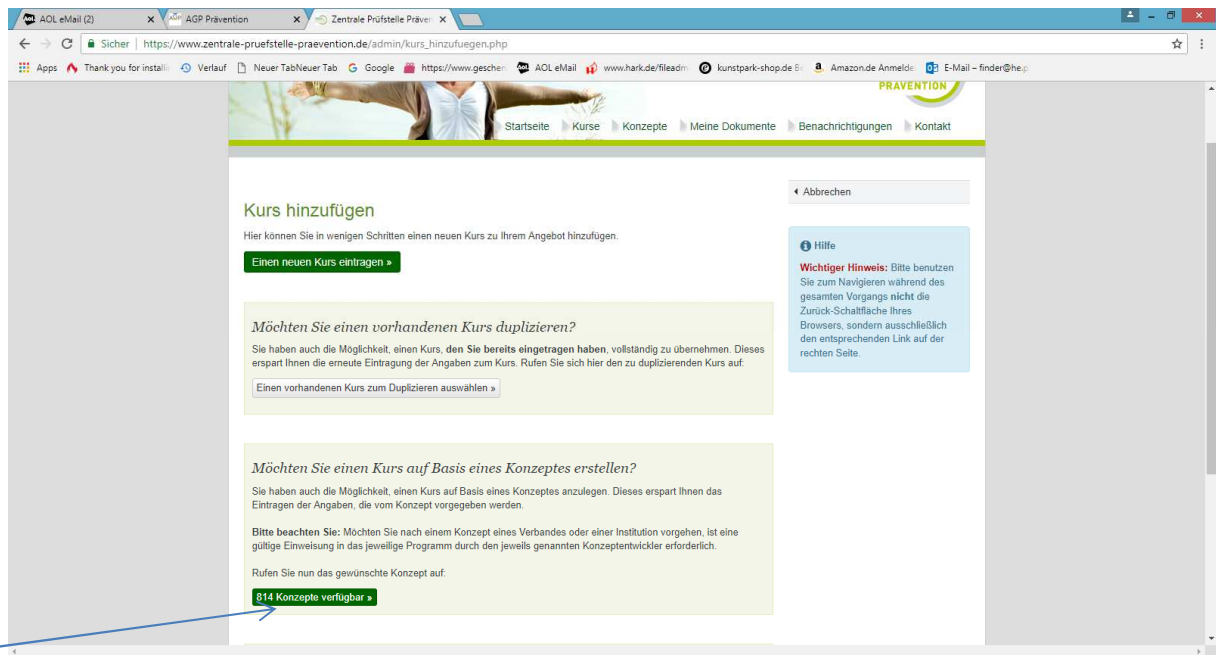 AOL eMail (2)
AGP Prävention
Zentrale Prüfstelle Präven
Sicher | https://www.zentrale-pruefstelle-praevention.de/admin/kurs_hinzufuegen.php
Apps
Thank you for install
Verlauf
Neuer TabNeuer Tab
Google
https://www.geschen
AOL eMail
www.hark.de/fileadm
kunstpark-shop.de
Amazon.de Anmelde
E-Mail – finder@he.p
PRÄVENTION
Startseite
Kurse
Konzepte
Meine Dokumente
Benachrichtigungen
Kontakt
Kurs hinzufügen
Hier können Sie in wenigen Schritten einen neuen Kurs zu Ihrem Angebot hinzufügen.
Einen neuen Kurs eintragen »
Möchten Sie einen vorhandenen Kurs duplizieren?
Sie haben auch die Möglichkeit, einen Kurs, den Sie bereits eingetragen haben, vollständig zu übernehmen. Dieses
erspart Ihnen die erneute Eintragung der Angaben zum Kurs. Rufen Sie sich hier den zu duplizierenden Kurs auf:
Einen vorhandenen Kurs zum Duplizieren auswählen »
Möchten Sie einen Kurs auf Basis eines Konzeptes erstellen?
Sie haben auch die Möglichkeit, einen Kurs auf Basis eines Konzeptes anzulegen. Dieses erspart Ihnen das
Eintragen der Angaben, die vom Konzept vorgegeben werden.
Bitte beachten Sie: Möchten Sie nach einem Konzept eines Verbandes oder einer Institution vorgehen, ist eine
gültige Einweisung in das jeweilige Programm durch den jeweils genannten Konzeptentwickler erforderlich.
Rufen Sie nun das gewünschte Konzept auf:
814 Konzepte verfügbar »
Abbrechen
Hilfe
Wichtiger Hinweis: Bitte benutzen
Sie zum Navigieren während des
gesamten Vorgangs nicht die
Zurück-Schaltfläche Ihres
Browsers, sondern ausschließlich
den entsprechenden Link auf der
rechten Seite.